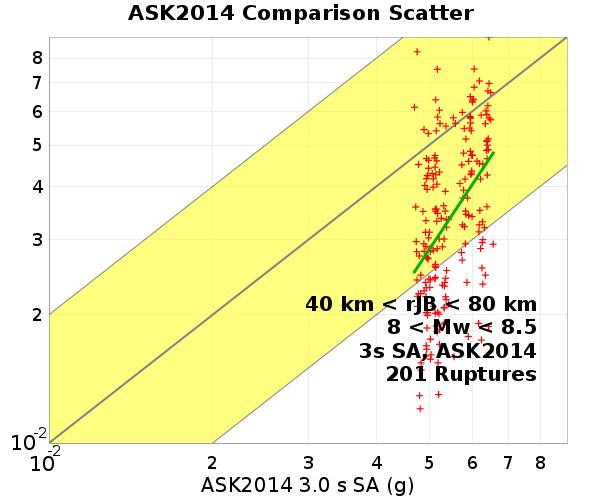 ASK2014 Comparison Scatter
8
7
6
5
4
3
2
10-2
40 km < rJB < 80 km
8 < Mw < 8.5
3s SA, ASK2014
201 Ruptures
10-2 2 3 4 5 6 7 8
ASK2014 3.0 s SA (g)